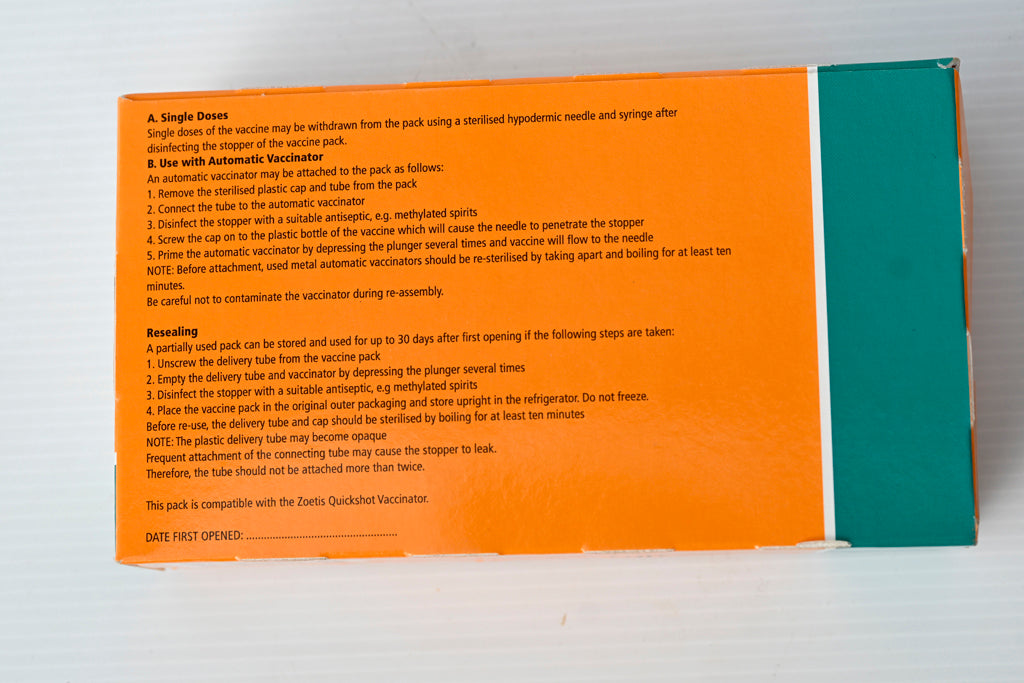 A. Single Doses
Single doses of the vaccine may be withdrawn from the pack using a sterilised hypodermic needle and syringe after
disinfecting the stopper of the vaccine pack.
B. Use with Automatic Vaccinator
An automatic vaccinator may be attached to the pack as follows:
1. Remove the sterilised plastic cap and tube from the pack
2. Connect the tube to the automatic vaccinator
3. Disinfect the stopper with a suitable antiseptic, e.g. methylated spirits
4. Screw the cap on to the plastic bottle of the vaccine which will cause the needle to penetrate the stopper
5. Prime the automatic vaccinator by depressing the plunger several times and vaccine will flow to the needle
NOTE: Before attachment, used metal automatic vaccinators should be re-sterilised by taking apart and boiling for at least ten
minutes.
Be careful not to contaminate the vaccinator during re-assembly.
Resealing
A partially used pack can be stored and used for up to 30 days after first opening if the following steps are taken:
1. Unscrew the delivery tube from the vaccine pack
2. Empty the delivery tube and vaccinator by depressing the plunger several times
3. Disinfect the stopper with a suitable antiseptic, e.g methylated spirits
4. Place the vaccine pack in the original outer packaging and store upright in the refrigerator. Do not freeze.
Before re-use, the delivery tube and cap should be sterilised by boiling for at least ten minutes
NOTE: The plastic delivery tube may become opaque
Frequent attachment of the connecting tube may cause the stopper to leak.
Therefore, the tube should not be attached more than twice.
This pack is compatible with the Zoetis Quickshot Vaccinator.
DATE FIRST OPENED: ...................................................